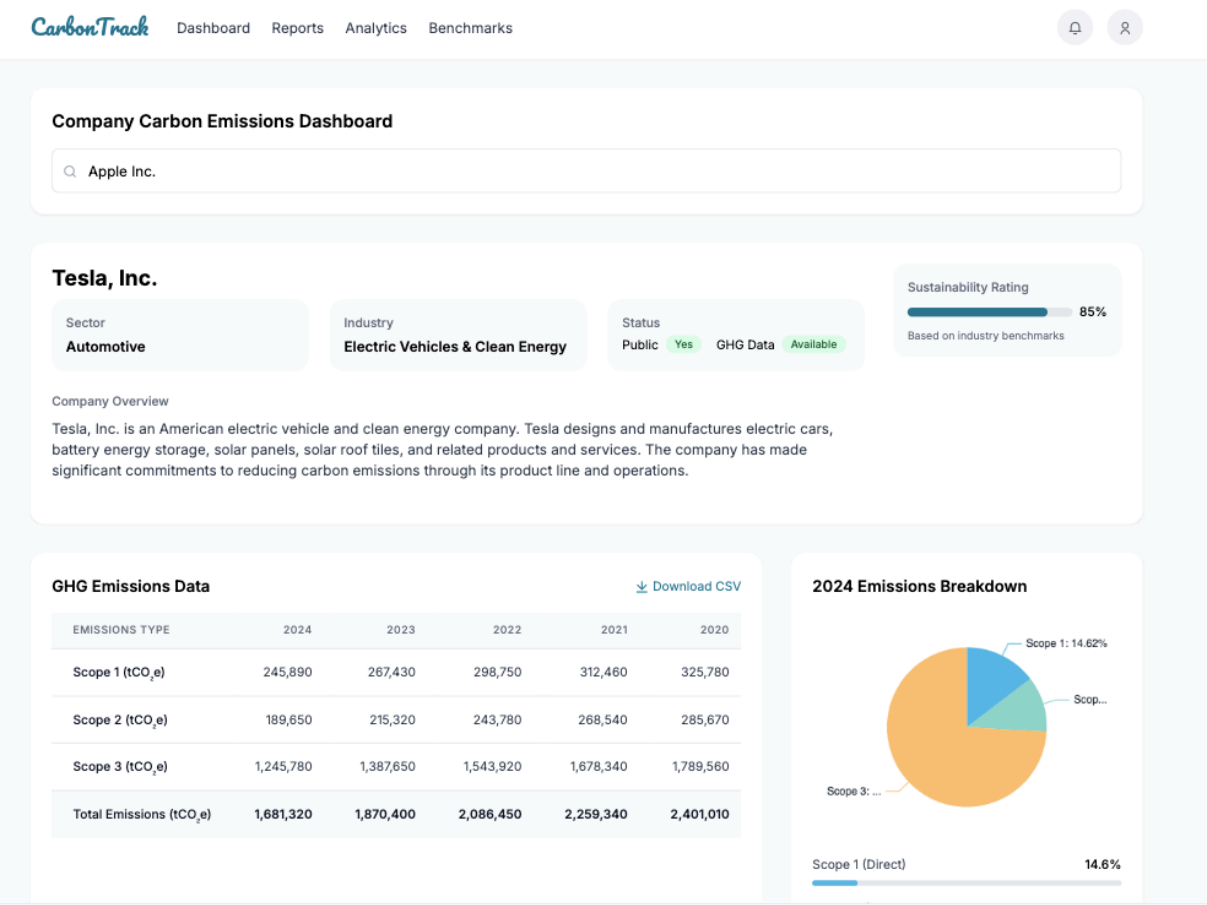 CarbonTrack Dashboard Reports Analytics Benchmarks
Company Carbon Emissions Dashboard
Apple Inc.
Tesla, Inc.
Sector
Automotive
Industry
Electric Vehicles & Clean Energy
Status
Public Yes GHG Data Available
Sustainability Rating
85%
Based on industry benchmarks
Company Overview
Tesla, Inc. is an American electric vehicle and clean energy company. Tesla designs and manufactures electric cars,
battery energy storage, solar panels, solar roof tiles, and related products and services. The company has made
significant commitments to reducing carbon emissions through its product line and operations.
GHG Emissions Data Download CSV
EMISSIONS TYPE 2024 2023 2022 2021 2020
Scope 1 (tCO₂e) 245,890 267,430 298,750 312,460 325,780
Scope 2 (tCO₂e) 189,650 215,320 243,780 268,540 285,670
Scope 3 (tCO₂e) 1,245,780 1,387,650 1,543,920 1,678,340 1,789,560
Total Emissions (tCO₂e) 1,681,320 1,870,400 2,086,450 2,259,340 2,401,010
2024 Emissions Breakdown
Scope 1: 14.62%
Scop...
Scope 3: ...
Scope 1 (Direct) 14.6%